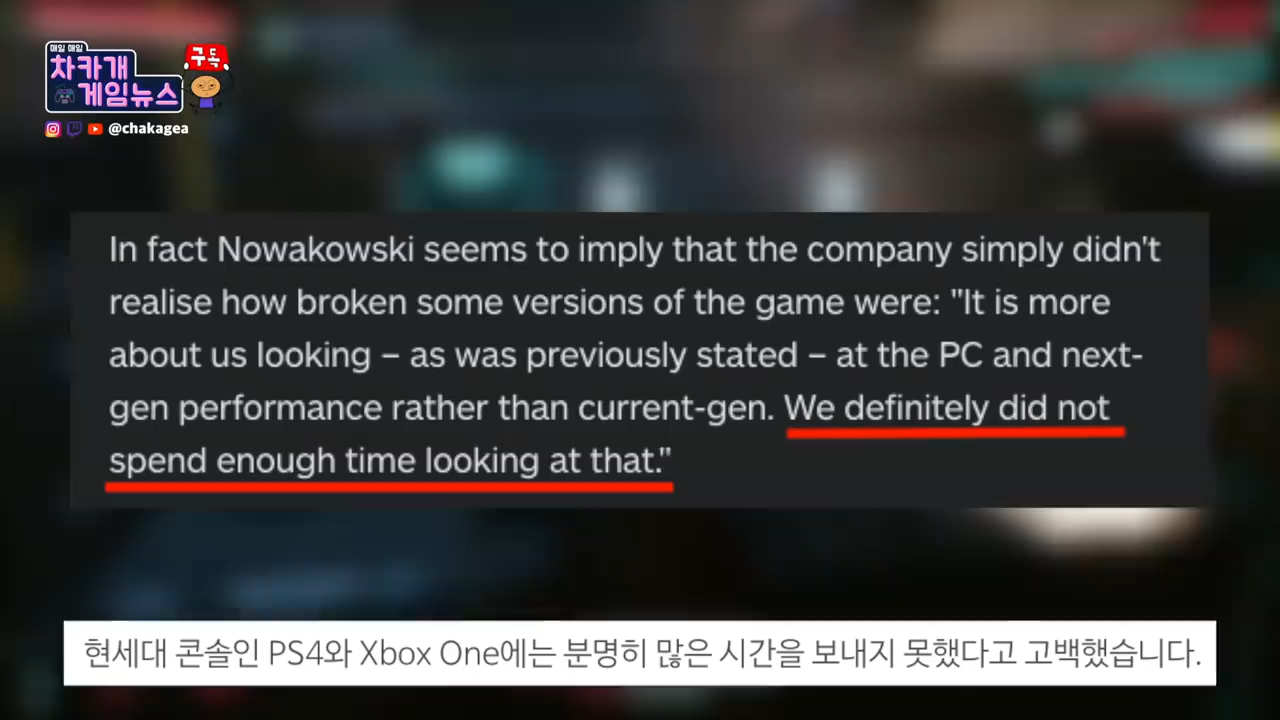 매일 매일
차카개
게임뉴스
구독
@chakagea
In fact Nowakowski seems to imply that the company simply didn't
realise how broken some versions of the game were: "It is more
about us looking – as was previously stated – at the PC and next-
gen performance rather than current-gen. We definitely did not
spend enough time looking at that."
현세대 콘솔인 PS4와 Xbox One에는 분명히 많은 시간을 보내지 못했다고 고백했습니다.